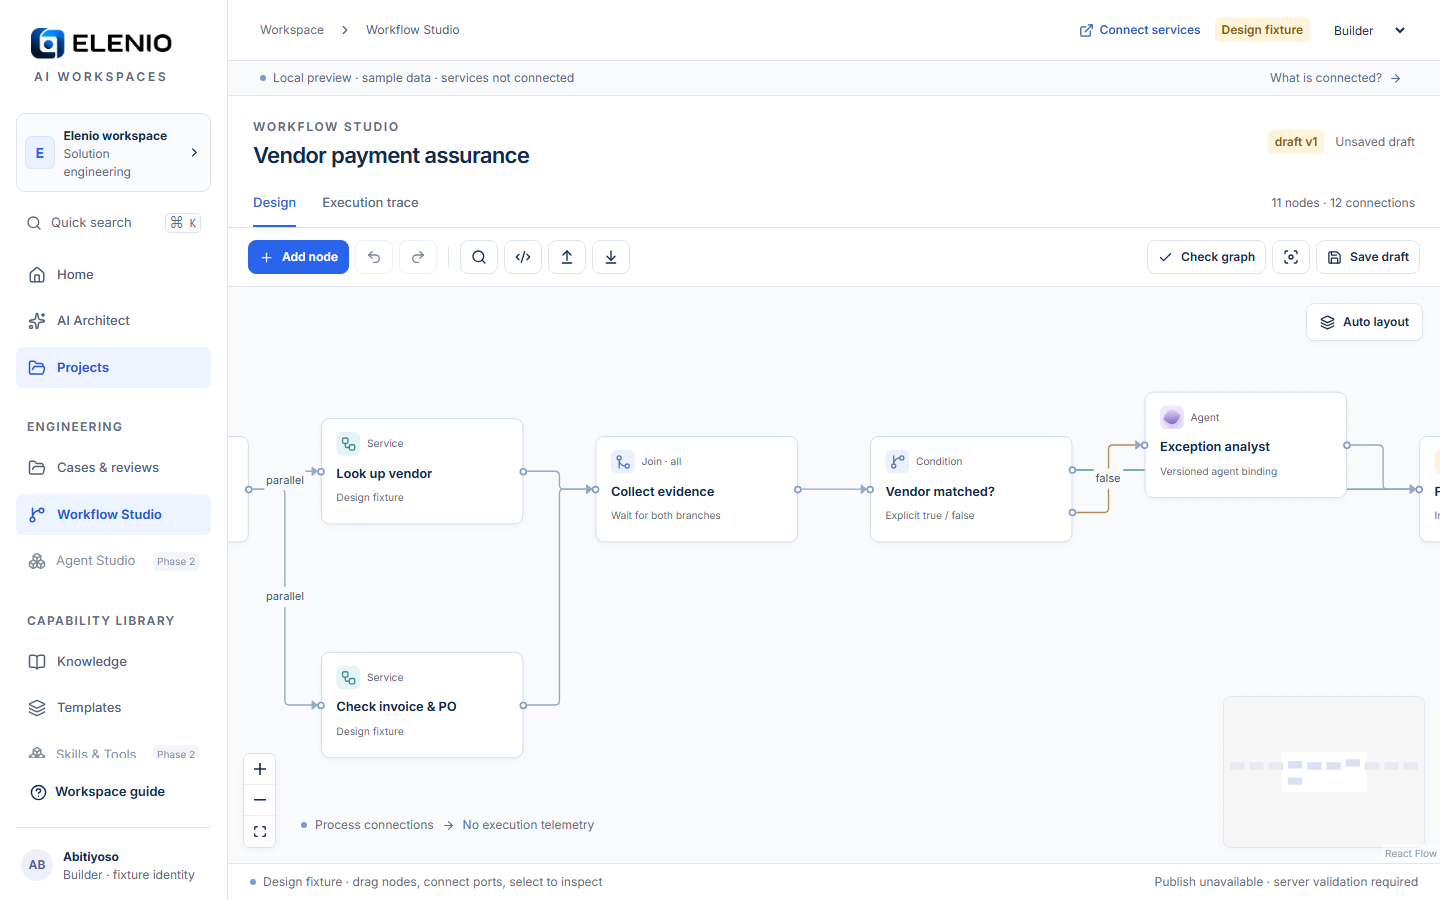 ELENIO
AI WORKSPACES
E
Elenio workspace
Solution
engineering
Quick search
⌘ K
Home
AI Architect
Projects
ENGINEERING
Cases & reviews
Workflow Studio
Agent Studio
Phase 2
CAPABILITY LIBRARY
Knowledge
Templates
Skills & Tools
Phase 2
Workspace guide
AB
Abitiyoso
Builder · fixture identity
Workspace
Workflow Studio
Connect services
Design fixture
Builder
Local preview · sample data · services not connected
What is connected?
WORKFLOW STUDIO
Vendor payment assurance
draft v1
Unsaved draft
Design
Execution trace
11 nodes · 12 connections
Add node
Check graph
Save draft
Auto layout
parallel
parallel
Service
Look up vendor
Design fixture
Service
Check invoice & PO
Design fixture
Join · all
Collect evidence
Wait for both branches
Condition
Vendor matched?
Explicit true / false
false
Agent
Exception analyst
Versioned agent binding
Process connections → No execution telemetry
React Flow
Design fixture · drag nodes, connect ports, select to inspect
Publish unavailable · server validation required